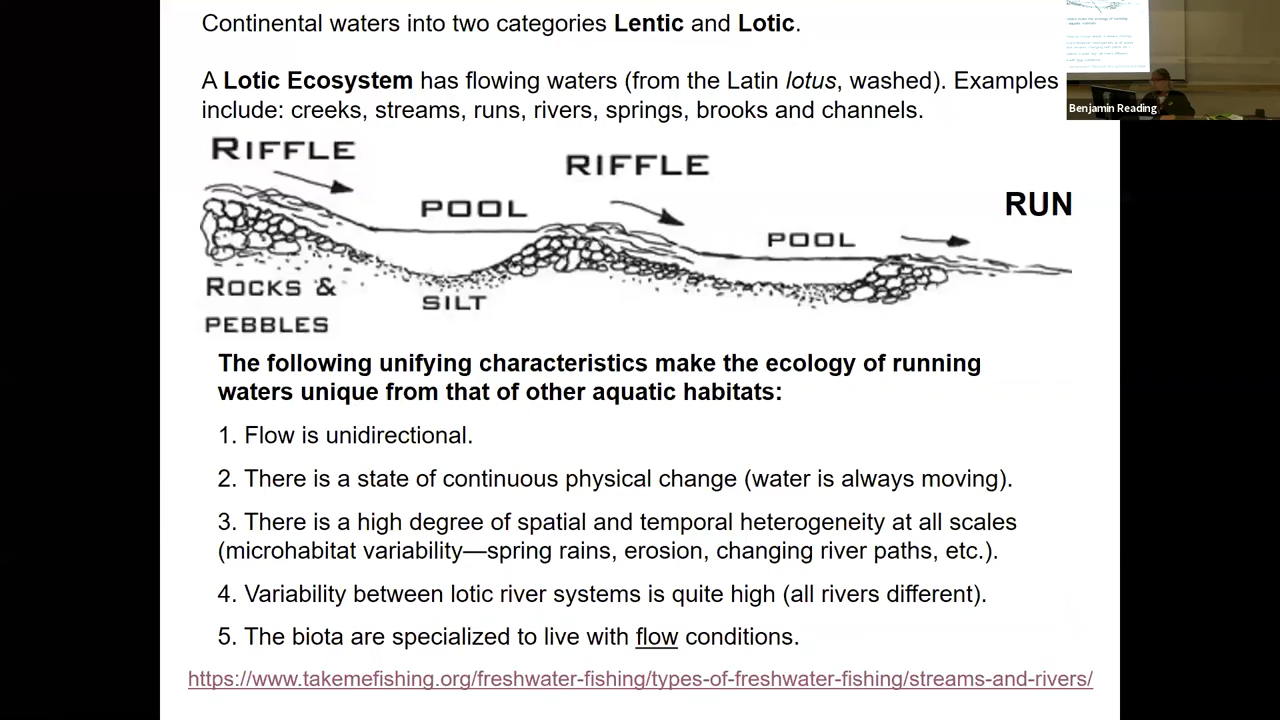 Continental waters into two categories Lentic and Lotic.
A Lotic Ecosystem has flowing waters (from the Latin lotus, washed). Examples
include: creeks, streams, runs, rivers, springs, brooks and channels.
Benjamin Reading
RIFFLE
RIFFLE
RUN
POOL
POOL
ROCKS &
PEBBLES
SILT
The following unifying characteristics make the ecology of running
waters unique from that of other aquatic habitats:
1. Flow is unidirectional.
2. There is a state of continuous physical change (water is always moving).
3. There is a high degree of spatial and temporal heterogeneity at all scales
(microhabitat variability—spring rains, erosion, changing river paths, etc.).
4. Variability between lotic river systems is quite high (all rivers different).
5. The biota are specialized to live with flow conditions.
https://www.takemefishing.org/freshwater-fishing/types-of-freshwater-fishing/streams-and-rivers/